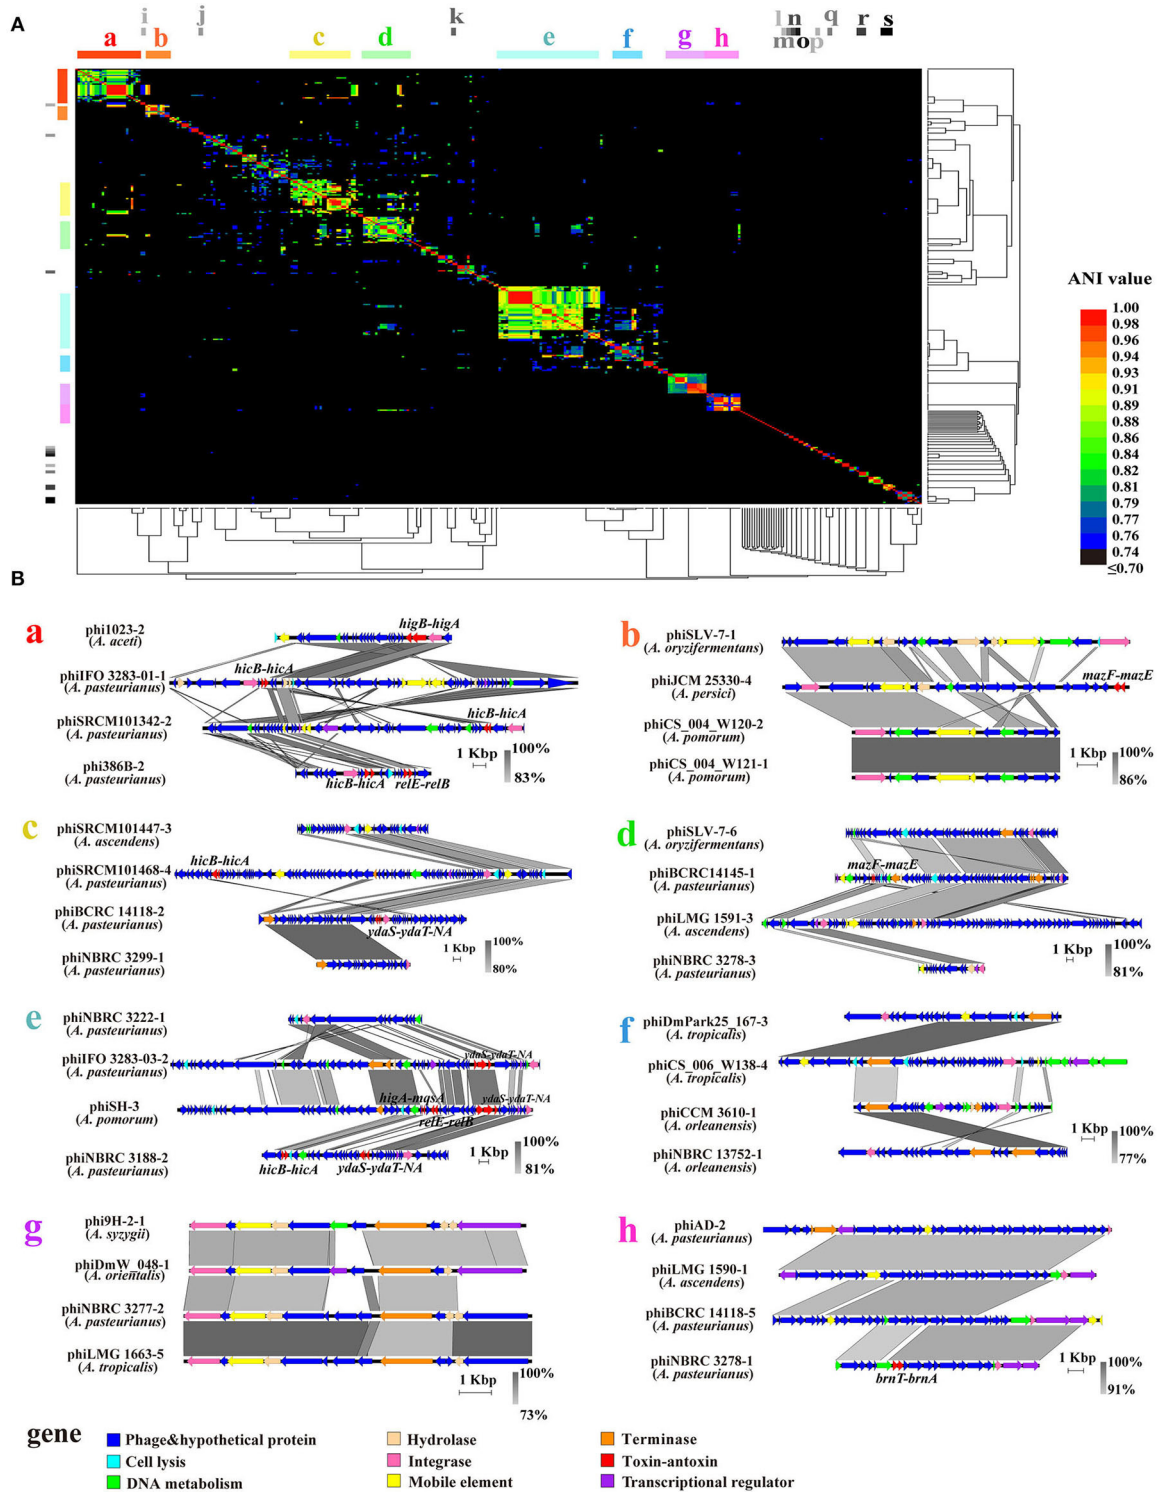 A
i
j
k
l
n
q
r
s
m
o
p
a
b
c
d
e
f
g
h
ANI value
1.00
0.98
0.96
0.94
0.93
0.91
0.89
0.88
0.86
0.84
0.82
0.81
0.79
0.77
0.76
0.74
≤0.70
B
a
phi1023-2
(A. aceti)
higB-higA
phiIFO 3283-01-1
(A. pasteurianus)
hicB-hicA
phiSRCM101342-2
(A. pasteurianus)
hicB-hicA
phi386B-2
(A. pasteurianus)
hicB-hicA
relE-relB
1 Kbp
100%
83%
b
phiSLV-7-1
(A. oryzifermentans)
phiJCM 25330-4
(A. persici)
mazF-mazE
phiCS_004_W120-2
(A. pomorum)
phiCS_004_W121-1
(A. pomorum)
1 Kbp
100%
86%
c
phiSRCM101447-3
(A. ascendens)
phiSRCM101468-4
(A. pasteurianus)
hicB-hicA
phiBCRC 14118-2
(A. pasteurianus)
ydaS-ydaT-NA
phiNBRC 3299-1
(A. pasteurianus)
1 Kbp
100%
80%
d
phiSLV-7-6
(A. oryzifermentans)
phiBCRC14145-1
(A. pasteurianus)
mazF-mazE
phiLMG 1591-3
(A. ascendens)
phiNBRC 3278-3
(A. pasteurianus)
1 Kbp
100%
81%
e
phiNBRC 3222-1
(A. pasteurianus)
phiIFO 3283-03-2
(A. pasteurianus)
ydaS-ydaT-NA
phiSH-3
(A. pomorum)
higA-mqsA
relE-relB
ydaS-ydaT-NA
phiNBRC 3188-2
(A. pasteurianus)
hicB-hicA
ydaS-ydaT-NA
1 Kbp
100%
81%
f
phiDmPark25_167-3
(A. tropicalis)
phiCS_006_W138-4
(A. tropicalis)
phiCCM 3610-1
(A. orleanensis)
phiNBRC 13752-1
(A. orleanensis)
1 Kbp
100%
77%
g
phi9H-2-1
(A. syzygii)
phiDmW_048-1
(A. orientalis)
phiNBRC 3277-2
(A. pasteurianus)
phiLMG 1663-5
(A. tropicalis)
1 Kbp
100%
73%
h
phiAD-2
(A. pasteurianus)
phiLMG 1590-1
(A. ascendens)
phiBCRC 14118-5
(A. pasteurianus)
phiNBRC 3278-1
(A. pasteurianus)
brnT-brnA
1 Kbp
100%
91%
gene
Phage&hypothetical protein
Cell lysis
DNA metabolism
Hydrolase
Integrase
Mobile element
Terminase
Toxin-antoxin
Transcriptional regulator